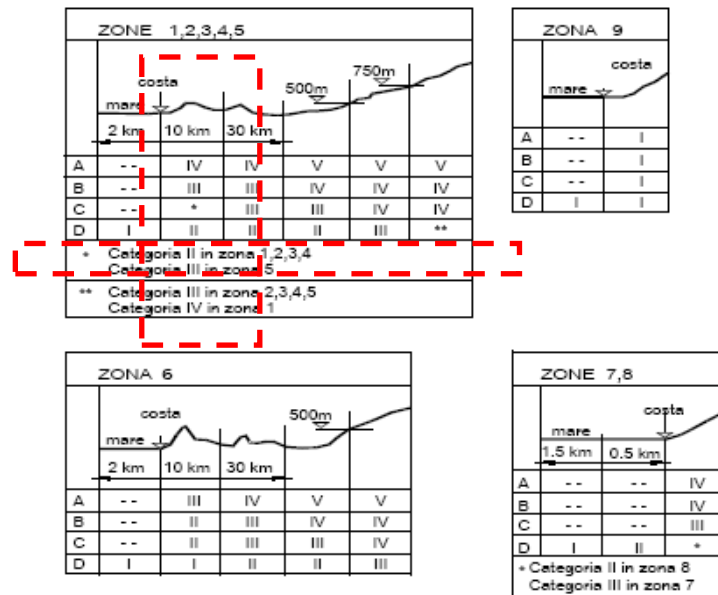 ZONE 1,2,3,4,5
costa
500m
750m
mare
2 km 10 km 30 km
A -- IV IV V V V
B -- III III IV IV IV
C -- * III III IV IV
D I II II II III **
* Categoria II in zona 1,2,3,4
Categoria III in zona 5
** Categoria III in zona 2,3,4,5
Categoria IV in zona 1
ZONA 9
costa
mare
A -- I
B -- I
C -- I
D I I
ZONA 6
costa
500m
mare
2 km 10 km 30 km
A -- III IV V V
B -- II III IV IV
C -- II III III IV
D I I II II III
ZONE 7,8
costa
mare
1.5 km 0.5 km
A -- -- IV
B -- -- IV
C -- -- III
D I II *
* Categoria II in zona 8
Categoria III in zona 7